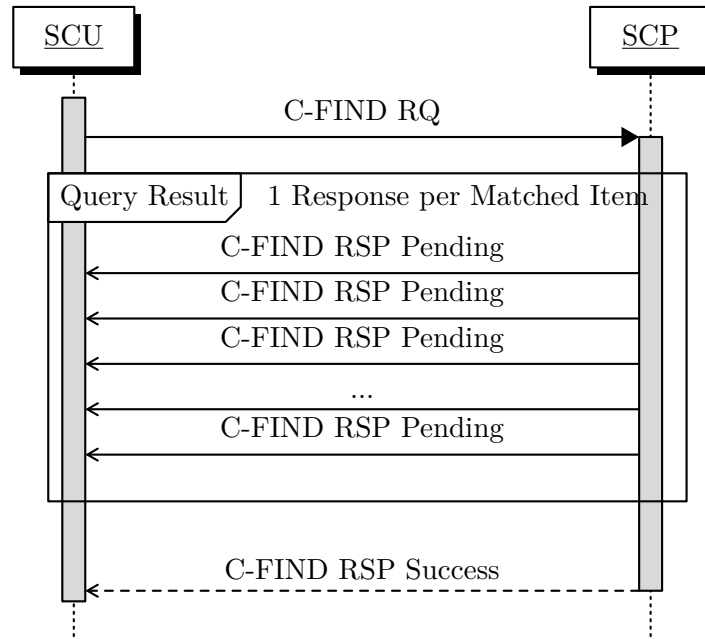 SCU
SCP
C-FIND RQ
Query Result
1 Response per Matched Item
C-FIND RSP Pending
C-FIND RSP Pending
C-FIND RSP Pending
...
C-FIND RSP Pending
C-FIND RSP Success